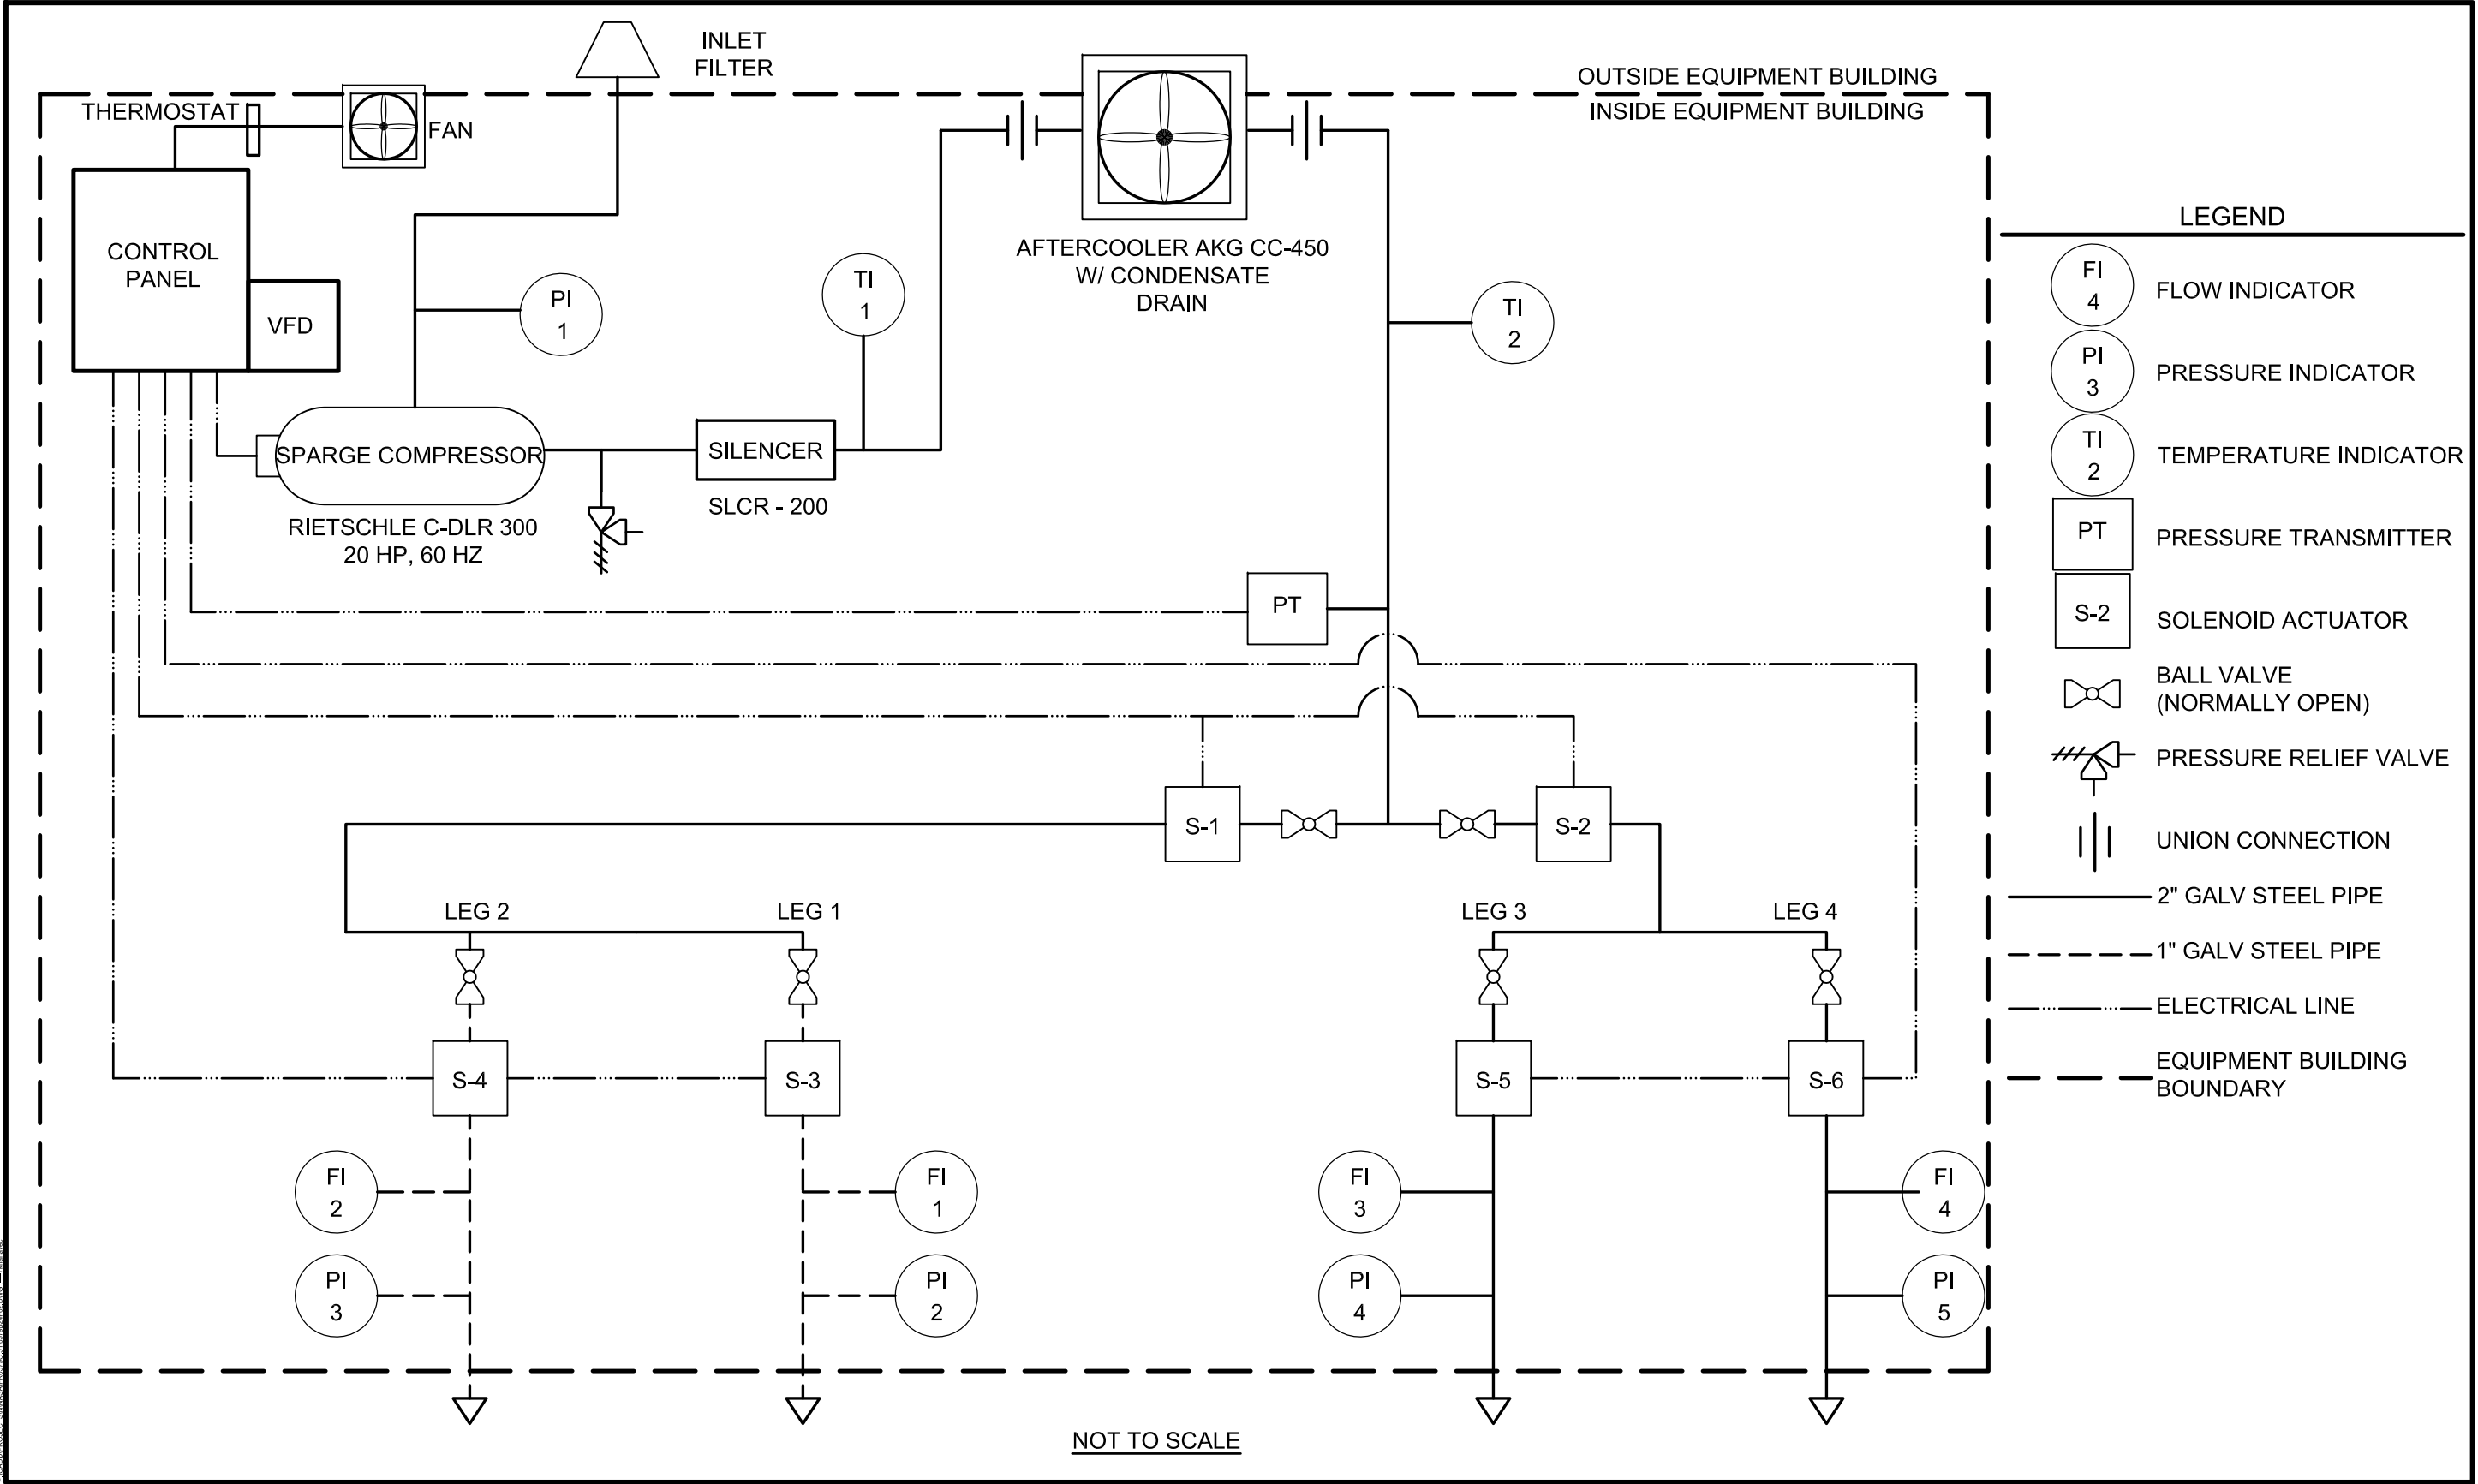 INLET
FILTER
OUTSIDE EQUIPMENT BUILDING
INSIDE EQUIPMENT BUILDING
THERMOSTAT
FAN
CONTROL
PANEL
VFD
PI
1
TI
1
AFTERCOOLER AKG CC-450
W/ CONDENSATE
DRAIN
TI
2
SPARGE COMPRESSOR
RIETSCHLE C-DLR 300
20 HP, 60 HZ
SILENCER
SLCR - 200
PT
S-1
S-2
LEG 2
LEG 1
LEG 3
LEG 4
S-4
S-3
S-5
S-6
FI
2
FI
1
FI
3
FI
4
PI
3
PI
2
PI
4
PI
5
NOT TO SCALE
LEGEND
FI
4
FLOW INDICATOR
PI
3
PRESSURE INDICATOR
TI
2
TEMPERATURE INDICATOR
PT
PRESSURE TRANSMITTER
S-2
SOLENOID ACTUATOR
BALL VALVE
(NORMALLY OPEN)
PRESSURE RELIEF VALVE
UNION CONNECTION
2" GALV STEEL PIPE
1" GALV STEEL PIPE
ELECTRICAL LINE
EQUIPMENT BUILDING
BOUNDARY